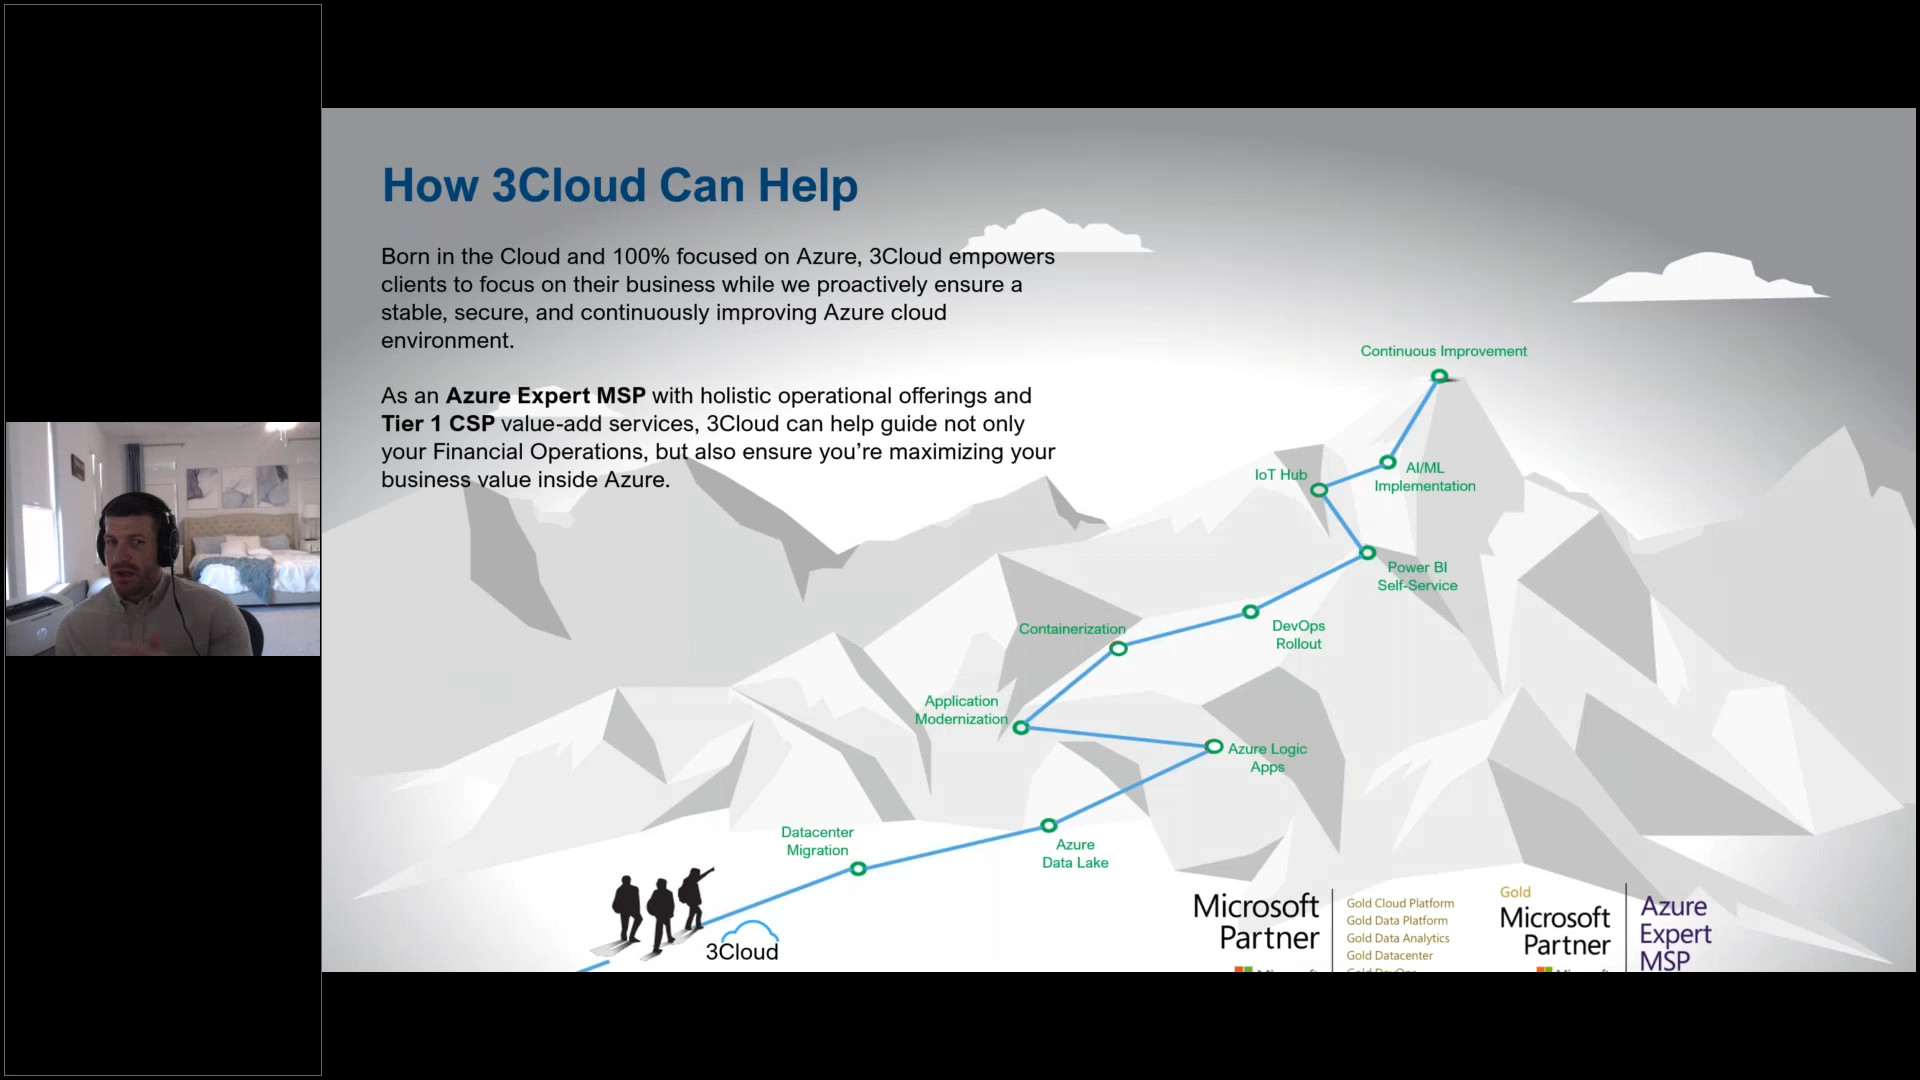 How 3Cloud Can Help
Born in the Cloud and 100% focused on Azure, 3Cloud empowers
clients to focus on their business while we proactively ensure a
stable, secure, and continuously improving Azure cloud
environment.
As an Azure Expert MSP with holistic operational offerings and
Tier 1 CSP value-add services, 3Cloud can help guide not only
your Financial Operations, but also ensure you’re maximizing your
business value inside Azure.
Continuous Improvement
AI/ML
Implementation
IoT Hub
Power BI
Self-Service
DevOps
Rollout
Containerization
Application
Modernization
Azure Logic
Apps
Azure
Data Lake
Datacenter
Migration
3Cloud
Microsoft
Partner
Gold Cloud Platform
Gold Data Platform
Gold Data Analytics
Gold Datacenter
Gold DevOps
Gold
Microsoft
Partner
Azure
Expert
MSP